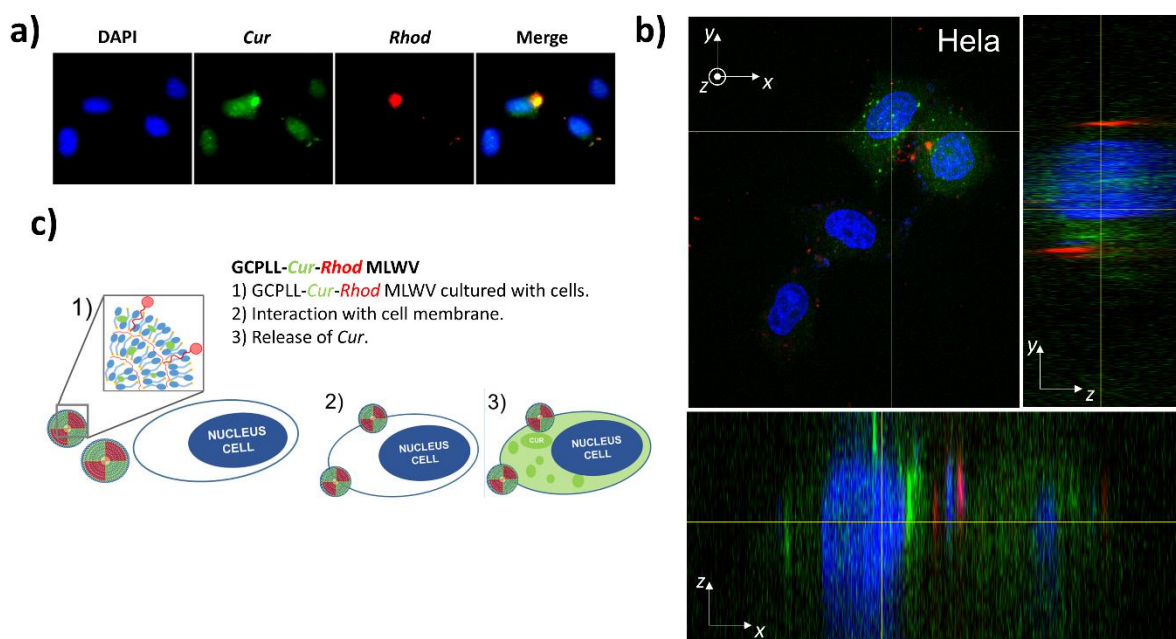 a)
DAPI Cur Rhod Merge
b)
y
z
x
Hela
y
z
z
x
c)
GCPLL-Cur-Rhod MLWV
1) GCPLL-Cur-Rhod MLWV cultured with cells.
2) Interaction with cell membrane.
3) Release of Cur.
1)
NUCLEUS
CELL
2)
NUCLEUS
CELL
3)
CUR
NUCLEUS
CELL